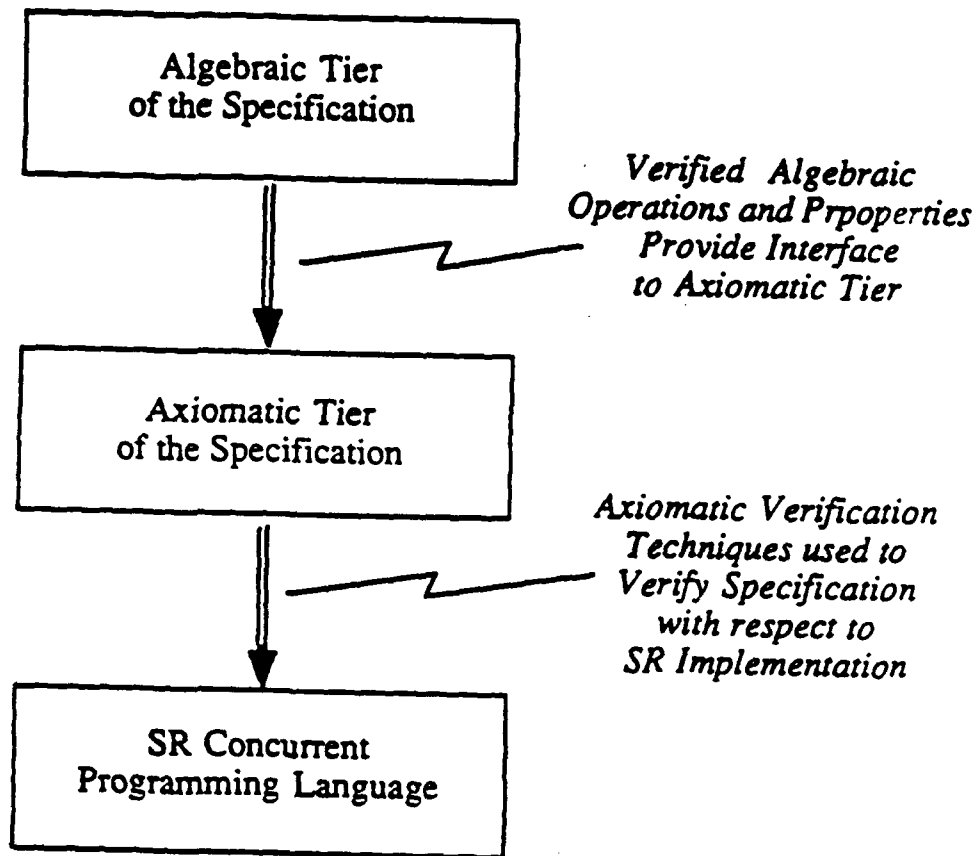 Algebraic Tier
of the Specification
Verified Algebraic
Operations and Prpoperties
Provide Interface
to Axiomatic Tier
Axiomatic Tier
of the Specification
Axiomatic Verification
Techniques used to
Verify Specification
with respect to
SR Implementation
SR Concurrent
Programming Language